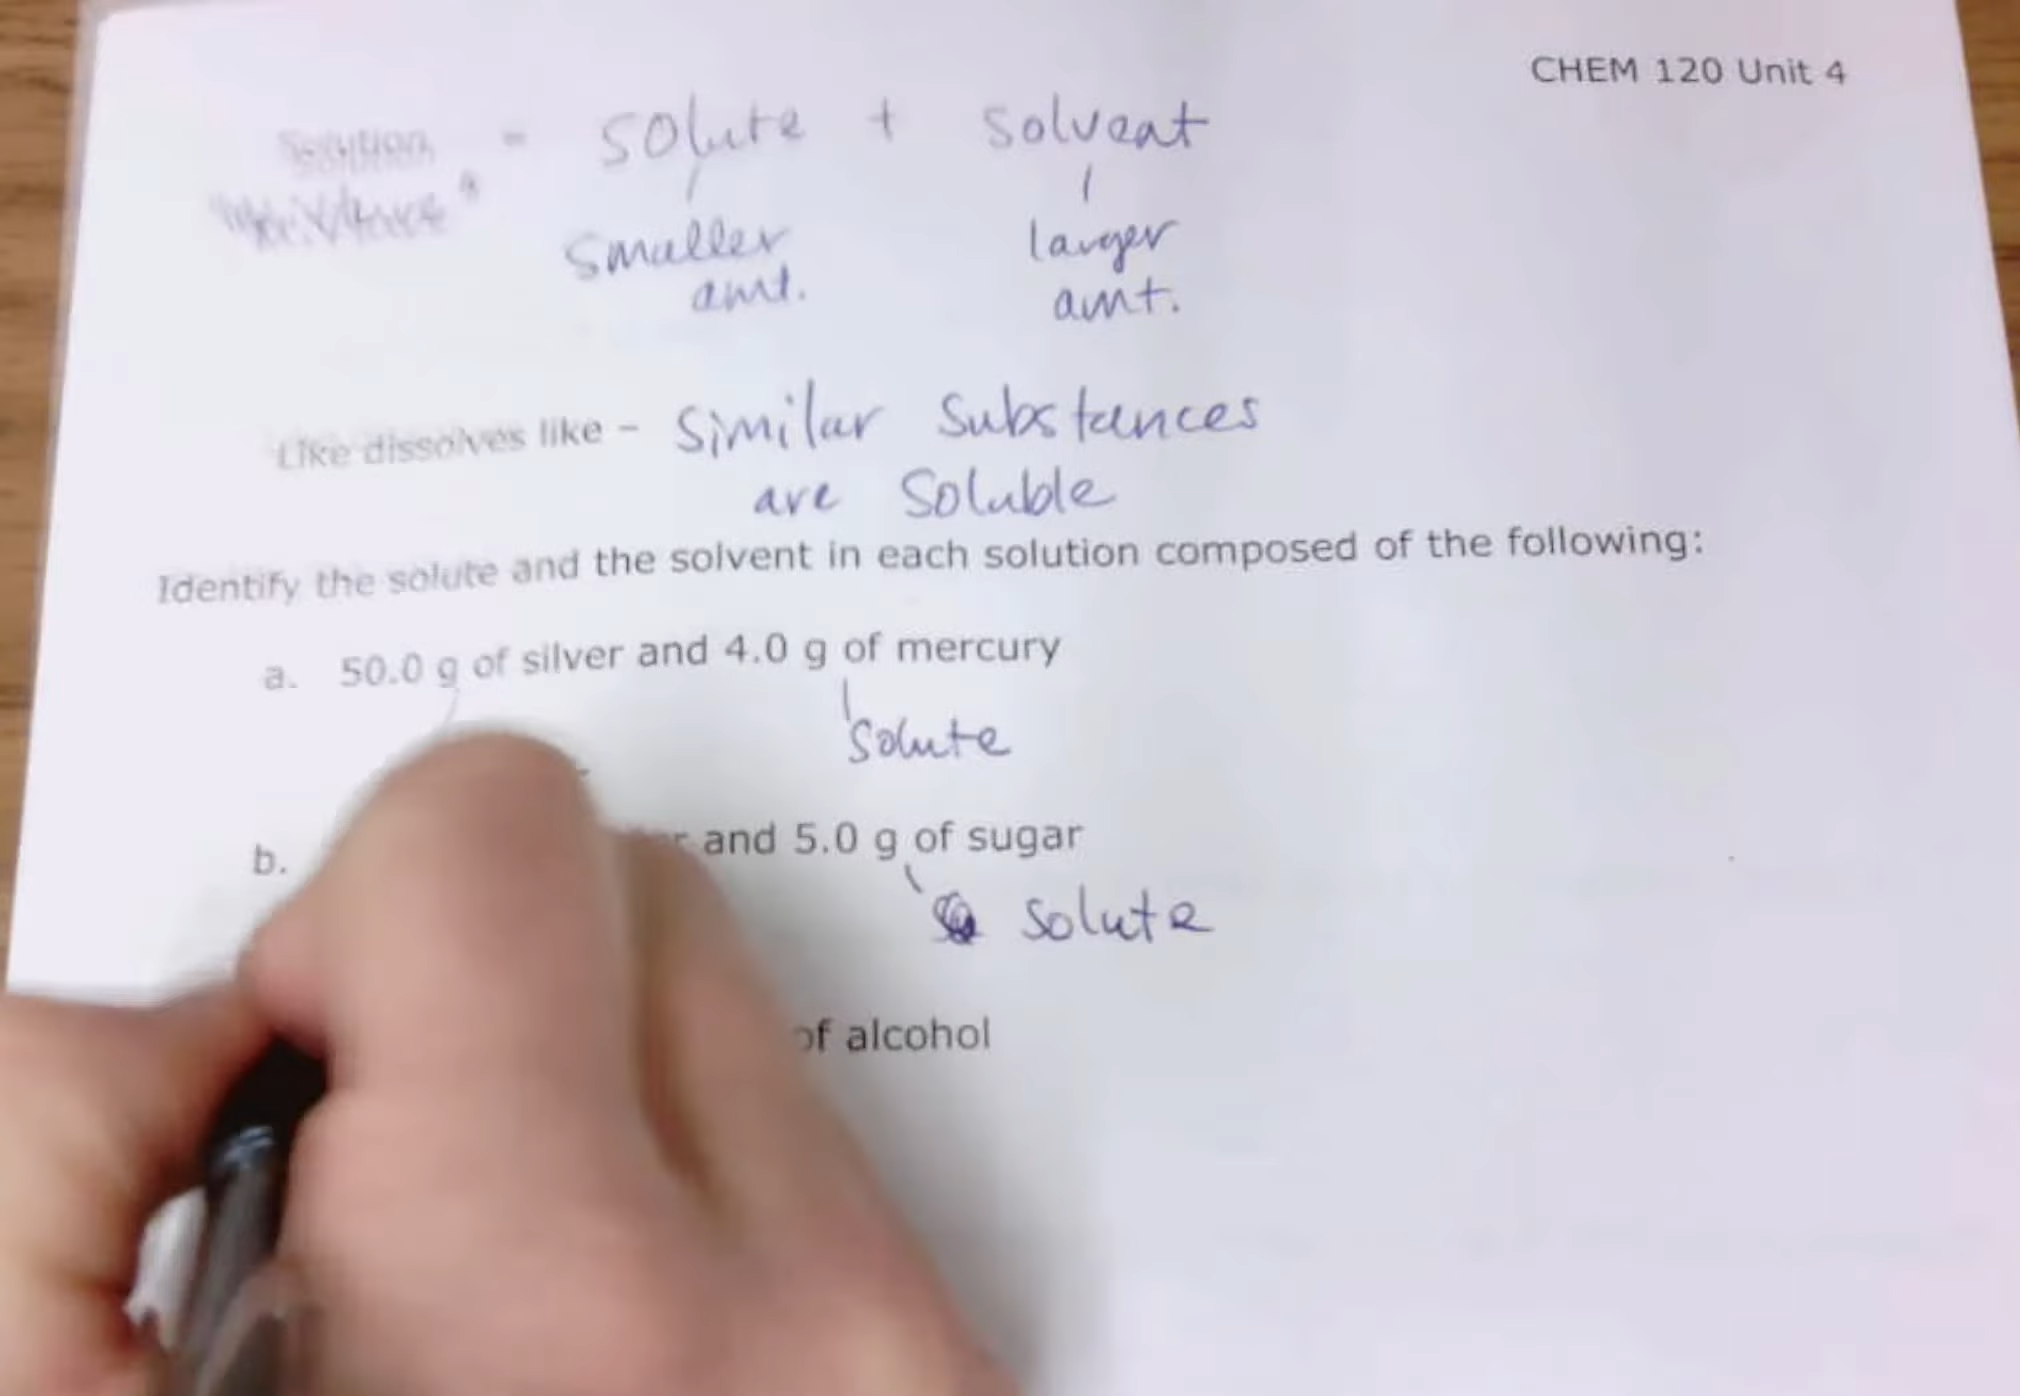 CHEM 120 Unit 4
Solution = solute + solvent
"Mixture"
smaller larger
amt. amt.
Like dissolves like - Similar Substances
are Soluble
Identify the solute and the solvent in each solution composed of the following:
a. 50.0 g of silver and 4.0 g of mercury
Solute
b. and 5.0 g of sugar
solute
of alcohol